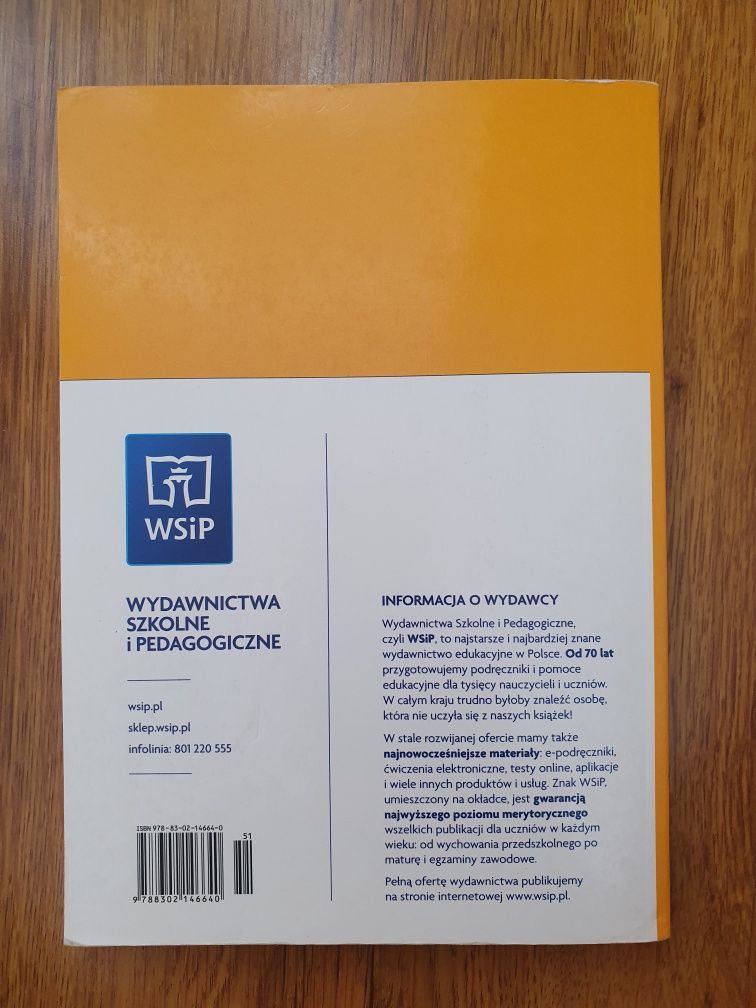 WSiP
WYDAWNICTWA
SZKOLNE
i PEDAGOGICZNE
wsip.pl
sklep.wsip.pl
infolinia: 801 220 555
ISBN 978-83-02-14664-0
51
9 788302 146640
INFORMACJA O WYDAWCY
Wydawnictwa Szkolne i Pedagogiczne,
czyli WSiP, to najstarsze i najbardziej znane
wydawnictwo edukacyjne w Polsce. Od 70 lat
przygotowujemy podręczniki i pomoce
edukacyjne dla tysięcy nauczycieli i uczniów.
W całym kraju trudno byłoby znaleźć osobę,
która nie uczyła się z naszych książek!
W stale rozwijanej ofercie mamy także
najnowocześniejsze materiały: e-podręczniki,
ćwiczenia elektroniczne, testy online, aplikacje
i wiele innych produktów i usług. Znak WSiP,
umieszczony na okładce, jest gwarancją
najwyższego poziomu merytorycznego
wszelkich publikacji dla uczniów w każdym
wieku: od wychowania przedszkolnego po
maturę i egzaminy zawodowe.
Pełną ofertę wydawnictwa publikujemy
na stronie internetowej www.wsip.pl.